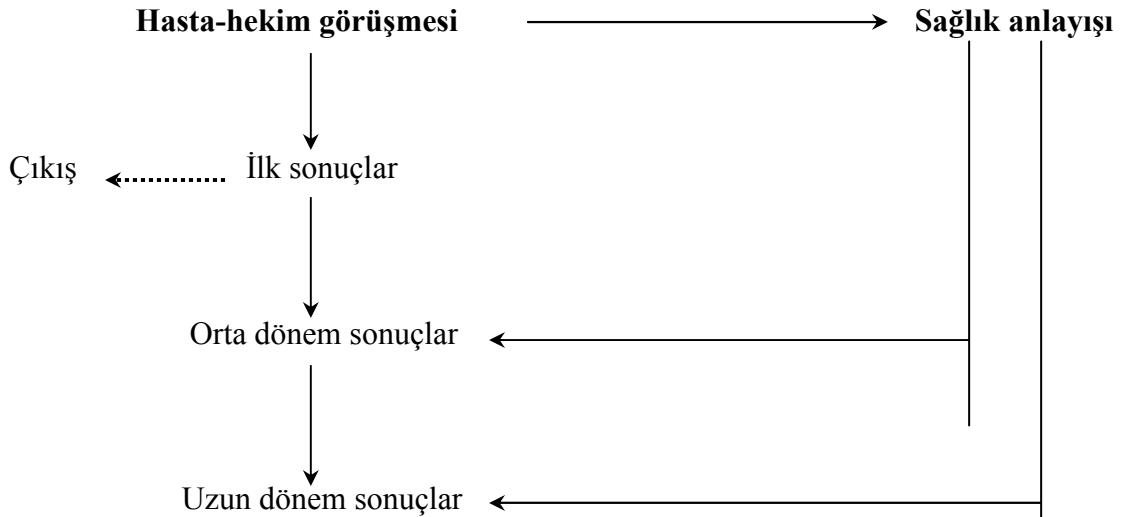 Hasta-hekim görüşmesi
Sağlık anlayışı
Çıkış
İlk sonuçlar
Orta dönem sonuçlar
Uzun dönem sonuçlar